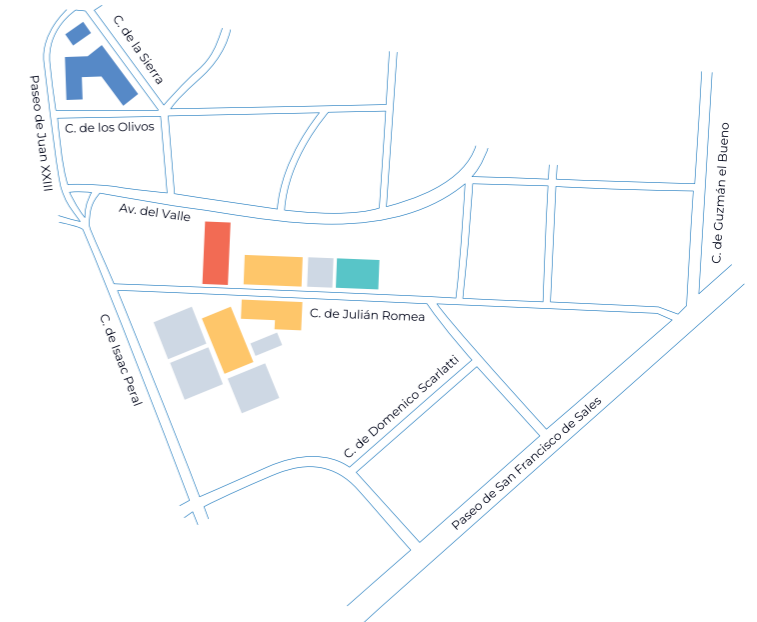 C. de la Sierra
Paseo de Juan XXIII
C. de los Olivos
C. de Guzmán el Bueno
Av. del Valle
C. de Julián Romea
C. de Isaac Peral
C. de Domenico Scarlatti
Paseo de San Francisco de Sales